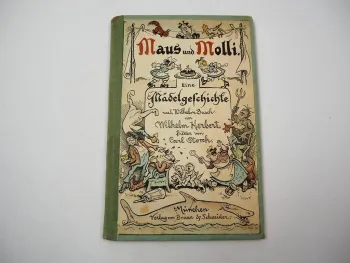 Maus und Molli
Eine
Mädelgeschichte
nach Wilhelm Busch
von
Wilhelm Herbert
Bilder von
Carl Storch
München
Verlag von Braun & Schneider